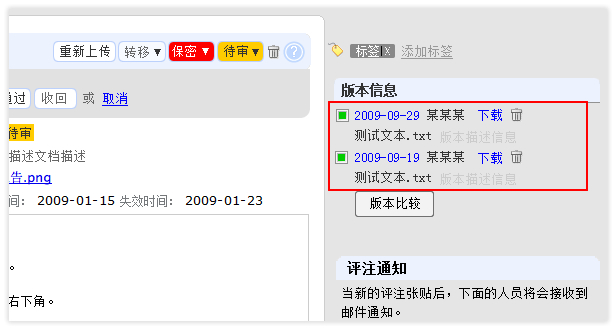 重新上传 转移▼ 保密▼ 待审▼ ?
通过 收回 或 取消
待审
描述文档描述
告.png
间: 2009-01-15 失效时间: 2009-01-23
。
右下角。
标签 X 添加标签
版本信息
2009-09-29 某某某 下载
测试文本.txt 版本描述信息
2009-09-19 某某某 下载
测试文本.txt 版本描述信息
版本比较
评注通知
当新的评注张贴后，下面的人员将会接收到
邮件通知。